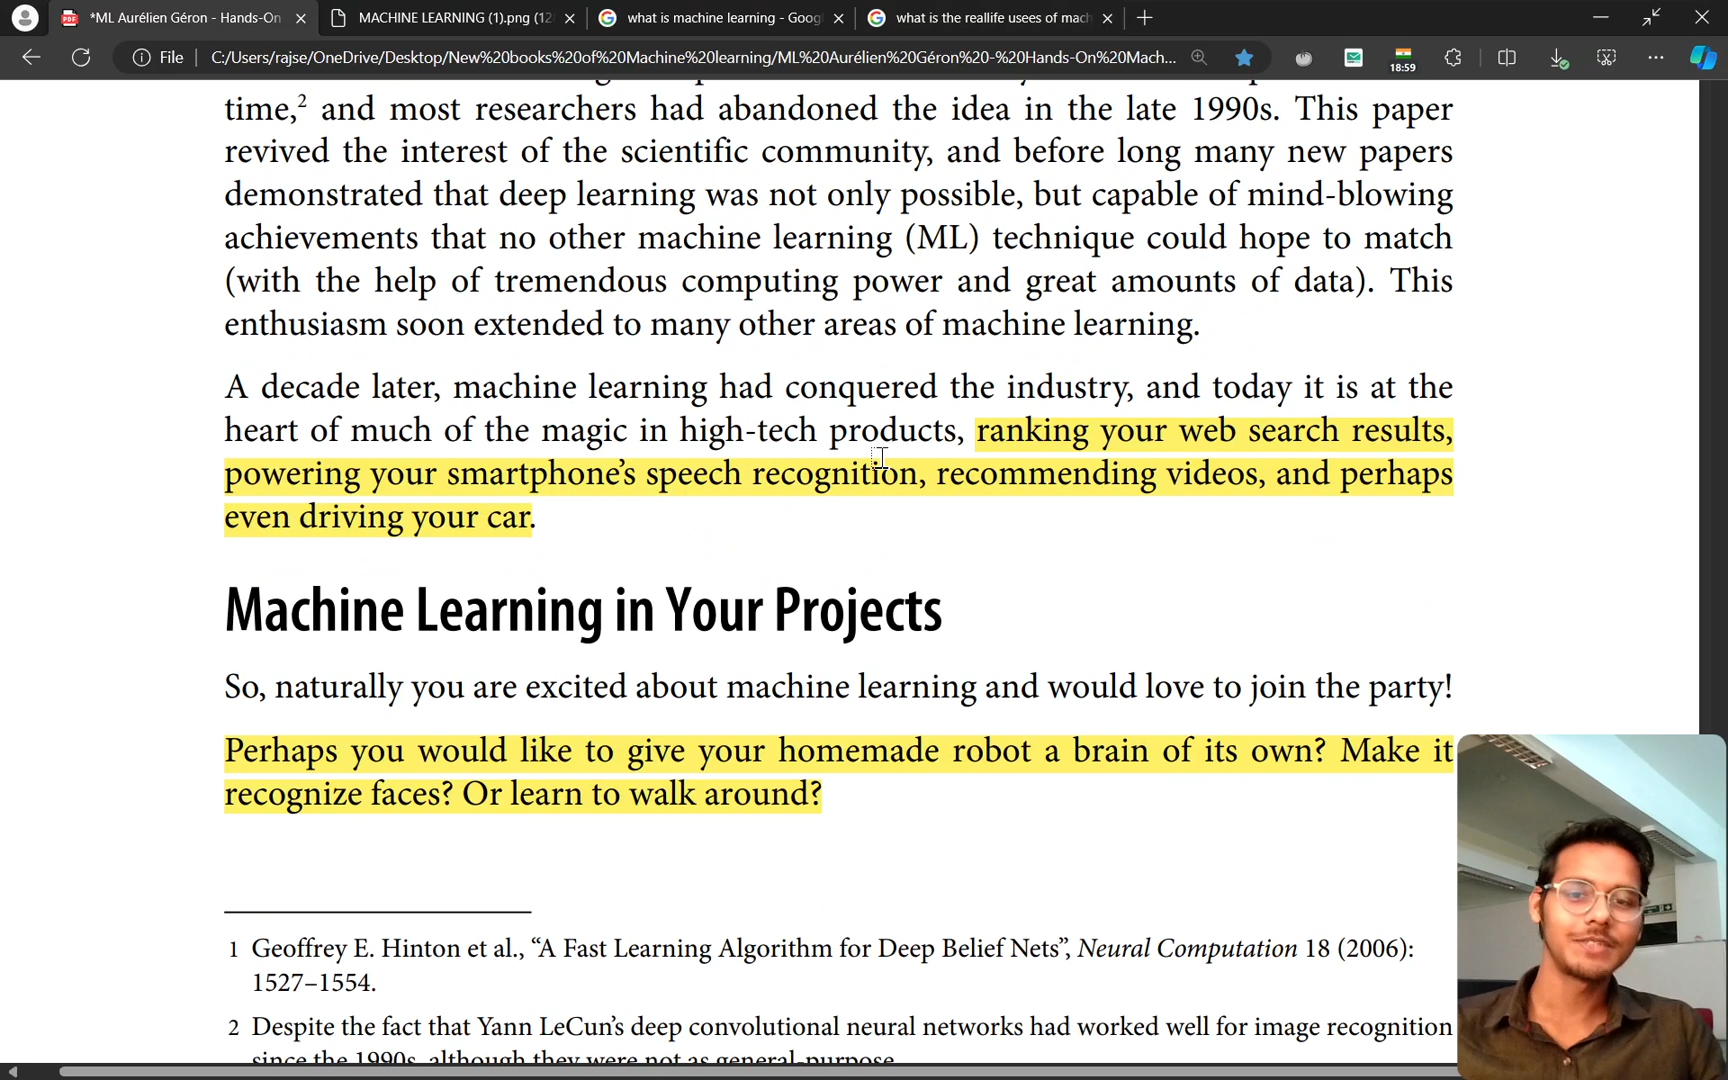 *ML Aurélien Géron - Hands-On
MACHINE LEARNING (1).png (12
what is machine learning - Goog
what is the reallife usees of mach
File
C:/Users/rajse/OneDrive/Desktop/New%20books%20of%20Machine%20learning/ML%20Aurélien%20Géron%20-%20Hands-On%20Mach...
18:59
time,2 and most researchers had abandoned the idea in the late 1990s. This paper
revived the interest of the scientific community, and before long many new papers
demonstrated that deep learning was not only possible, but capable of mind-blowing
achievements that no other machine learning (ML) technique could hope to match
(with the help of tremendous computing power and great amounts of data). This
enthusiasm soon extended to many other areas of machine learning.
A decade later, machine learning had conquered the industry, and today it is at the
heart of much of the magic in high-tech products, ranking your web search results,
powering your smartphone’s speech recognition, recommending videos, and perhaps
even driving your car.
Machine Learning in Your Projects
So, naturally you are excited about machine learning and would love to join the party!
Perhaps you would like to give your homemade robot a brain of its own? Make it
recognize faces? Or learn to walk around?
1 Geoffrey E. Hinton et al., “A Fast Learning Algorithm for Deep Belief Nets”, Neural Computation 18 (2006):
1527–1554.
2 Despite the fact that Yann LeCun’s deep convolutional neural networks had worked well for image recognition
since the 1990s, although they were not as general-purpose.